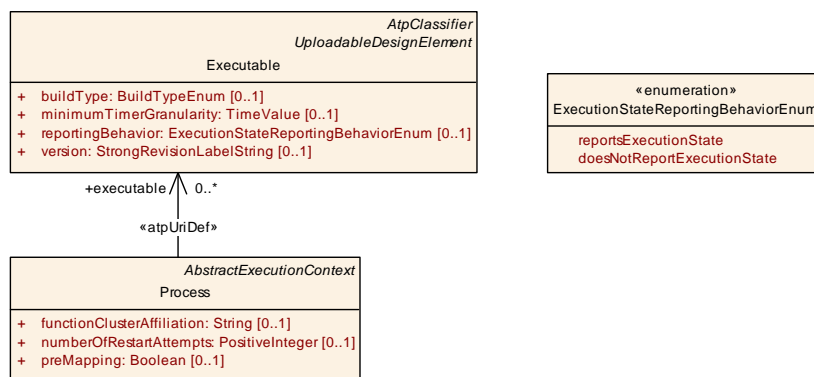 AtpClassifier
UploadableDesignElement
Executable
+ buildType: BuildTypeEnum [0..1]
+ minimumTimerGranularity: TimeValue [0..1]
+ reportingBehavior: ExecutionStateReportingBehaviorEnum [0..1]
+ version: StrongRevisionLabelString [0..1]
«enumeration»
ExecutionStateReportingBehaviorEnum
reportsExecutionState
doesNotReportExecutionState
+executable 0..*
«atpUriDef»
AbstractExecutionContext
Process
+ functionClusterAffiliation: String [0..1]
+ numberOfRestartAttempts: PositiveInteger [0..1]
+ preMapping: Boolean [0..1]